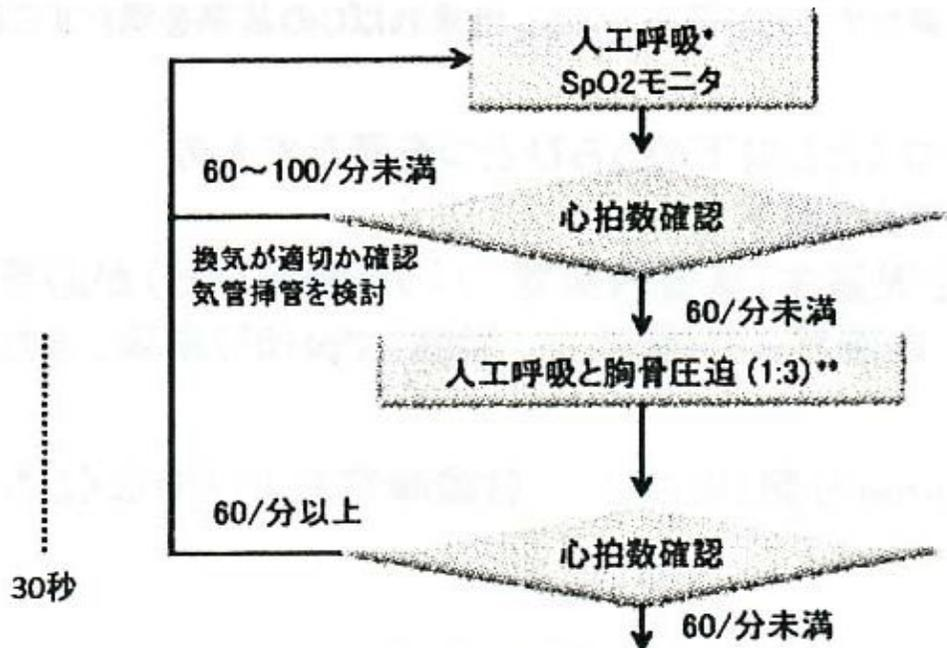 人工呼吸*
SpO2モニタ
60～100/分未満
心拍数確認
換気が適切か確認
気管挿管を検討
60/分未満
人工呼吸と胸骨圧迫 (1:3)**
60/分以上
心拍数確認
30秒
60/分未満